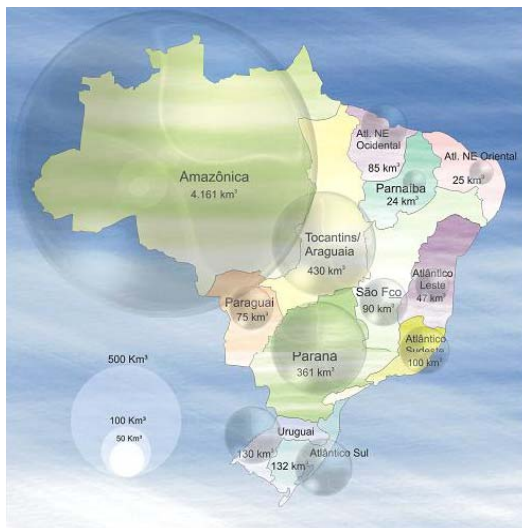 Atl. NE
Ocidental
85 km³
Atl. NE Oriental
25 km³
Amazônica
4.161 km³
Parnaíba
24 km³
Tocantins/
Araguaia
430 km³
Atlântico
Leste
47 km³
São Fco
90 km³
Paraguai
75 km³
Atlântico
Sudeste
100 km³
Paraná
361 km³
500 Km³
100 Km³
50 Km³
Uruguai
130 km³
Atlântico Sul
132 km³